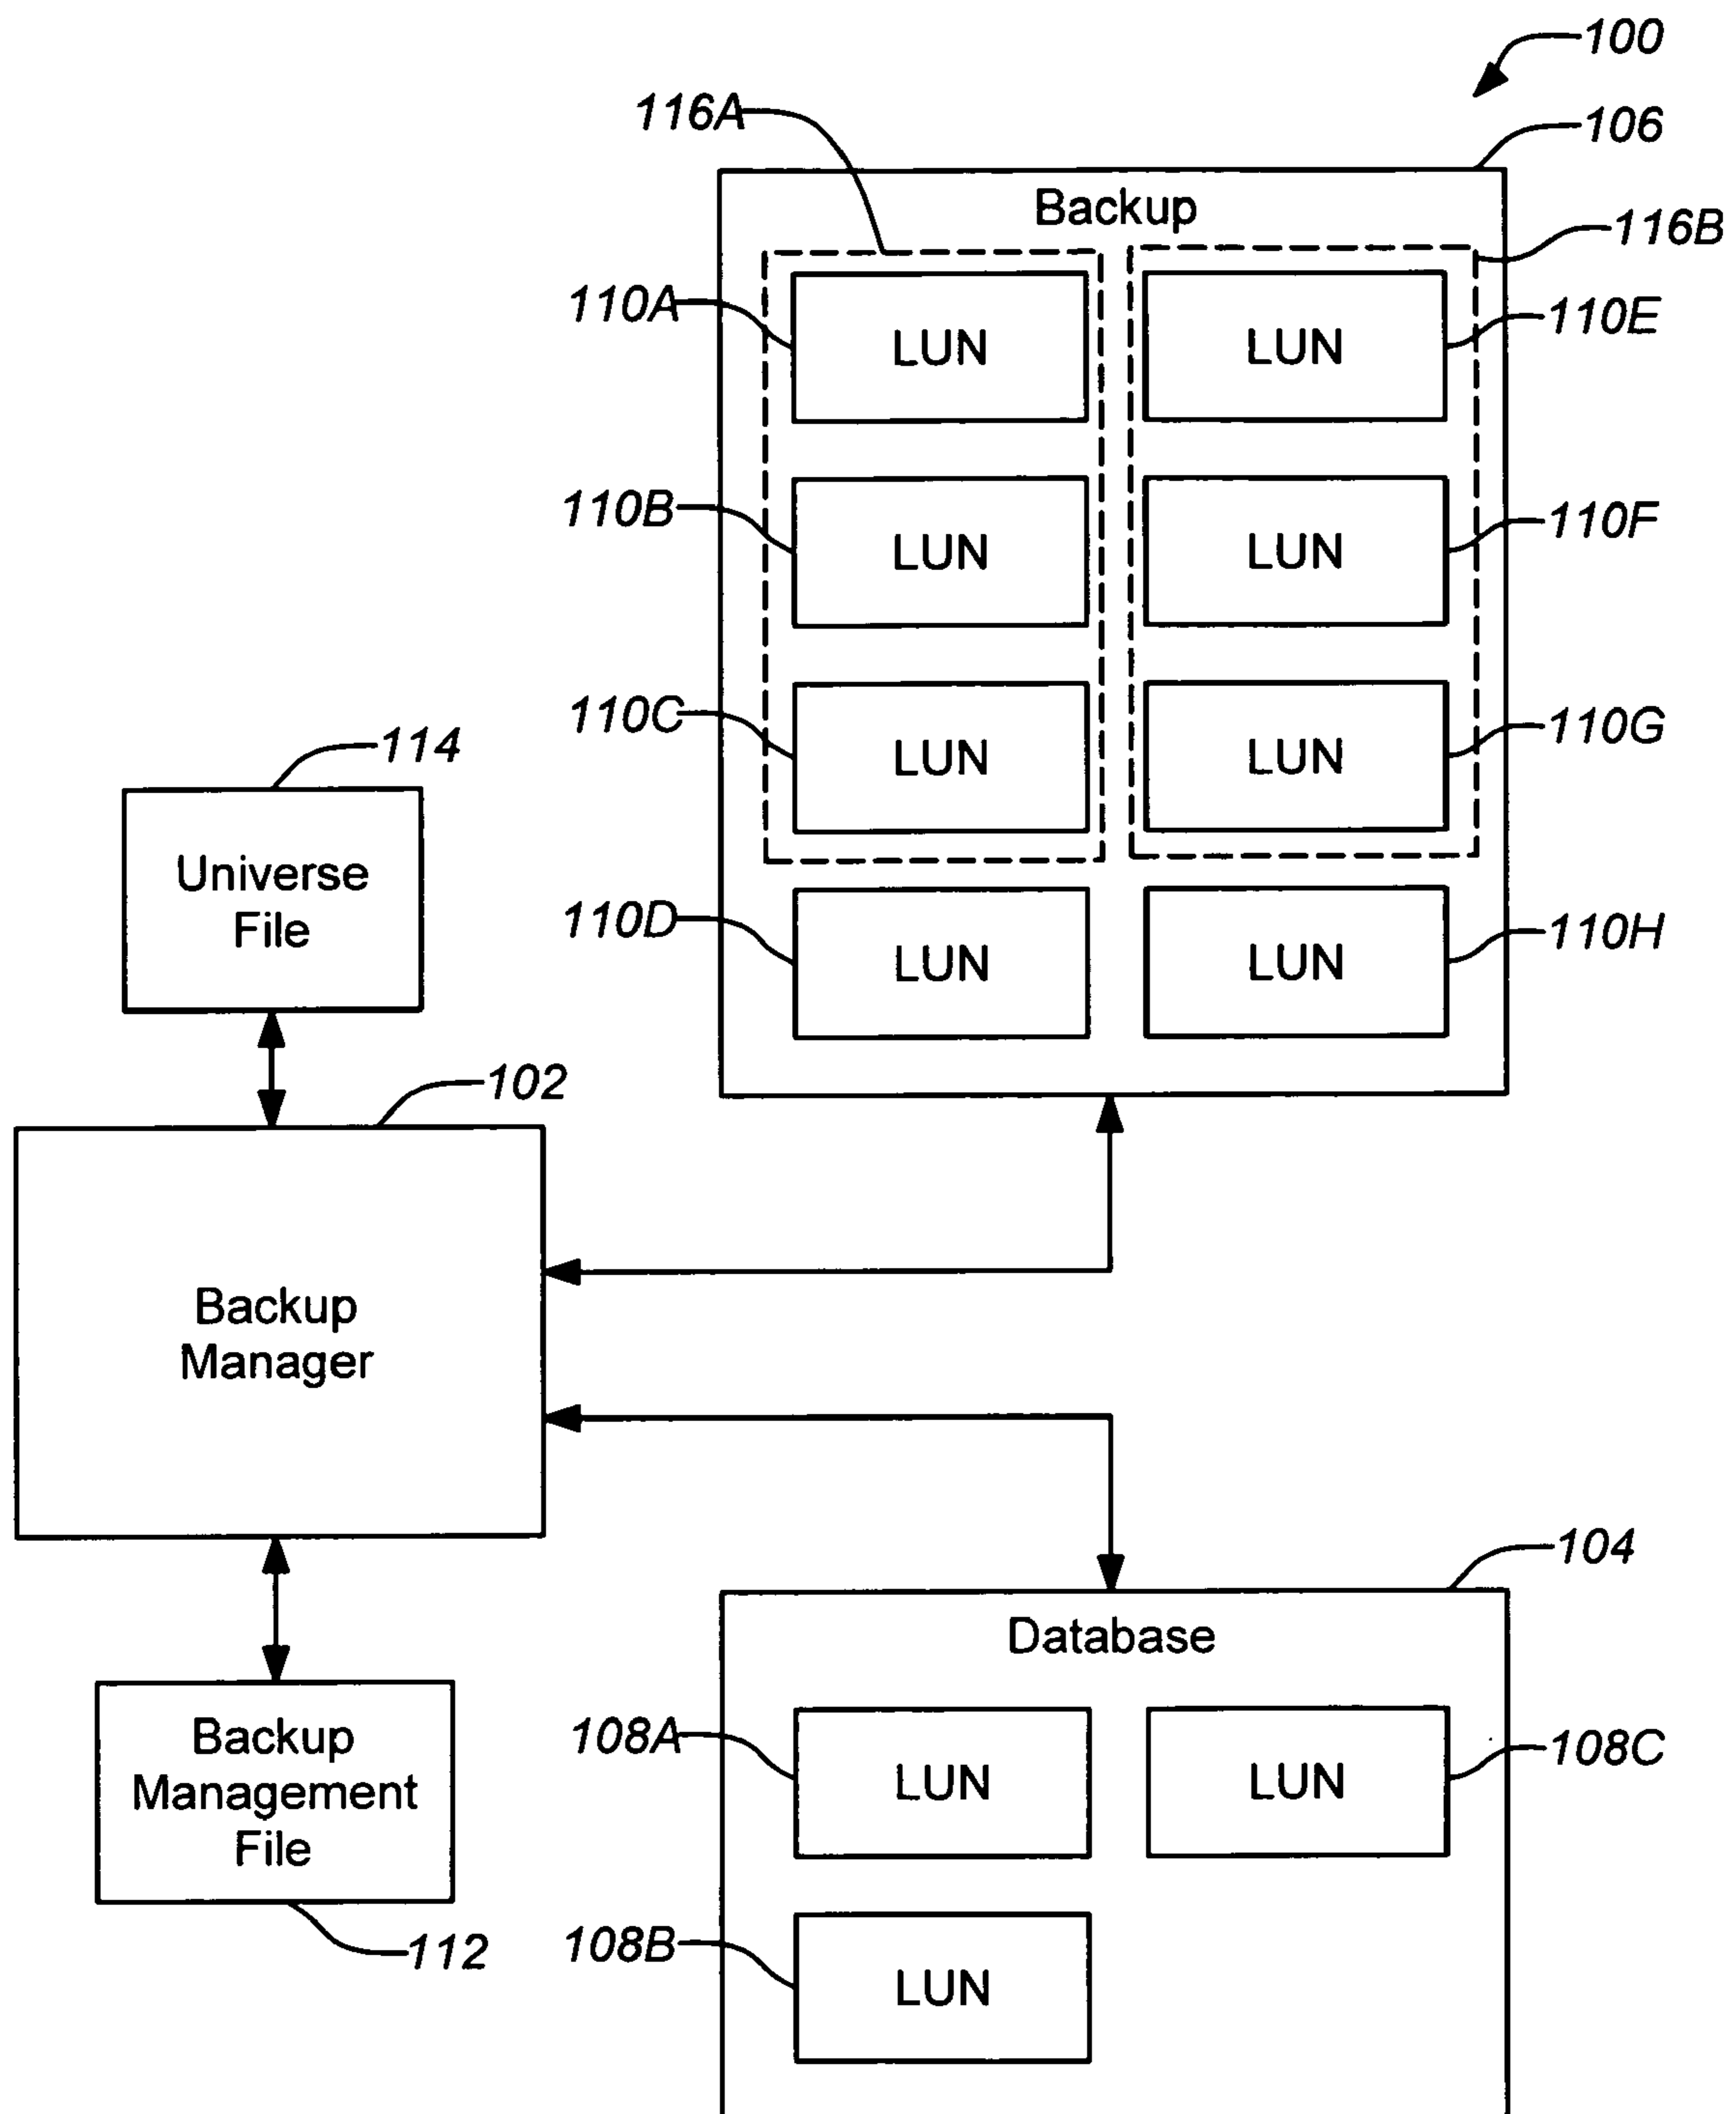 100
106
116A
Backup
116B
110A
LUN
LUN
110E
110B
LUN
LUN
110F
110C
LUN
LUN
110G
114
Universe
File
110D
LUN
LUN
110H
102
Backup
Manager
104
Database
Backup
Management
File
108A
LUN
LUN
108C
112
108B
LUN